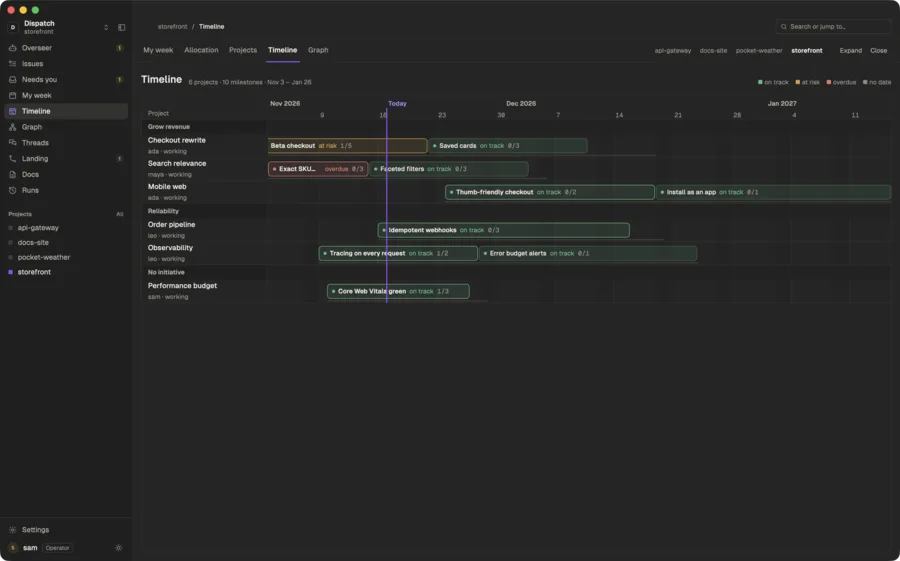 D
Dispatch
storefront
Overseer 1
Issues
Needs you 1
My week
Timeline
Graph
Threads
Landing 1
Docs
Runs
Projects All
api-gateway
docs-site
pocket-weather
storefront
Settings
S sam Operator
storefront / Timeline
Search or jump to…
My week Allocation Projects Timeline Graph
api-gateway docs-site pocket-weather storefront Expand Close
Timeline 6 projects · 10 milestones · Nov 3 – Jan 26
on track at risk overdue no date
Nov 2026 Today Dec 2026 Jan 2027
Project 9 16 23 30 7 14 21 28 4 11
Grow revenue
Checkout rewrite
ada · working
Beta checkout at risk 1/5
Saved cards on track 0/3
Search relevance
maya · working
Exact SKU… overdue 0/3
Faceted filters on track 0/3
Mobile web
ada · working
Thumb-friendly checkout on track 0/2
Install as an app on track 0/1
Reliability
Order pipeline
leo · working
Idempotent webhooks on track 0/3
Observability
leo · working
Tracing on every request on track 1/2
Error budget alerts on track 0/1
No initiative
Performance budget
sam · working
Core Web Vitals green on track 1/3